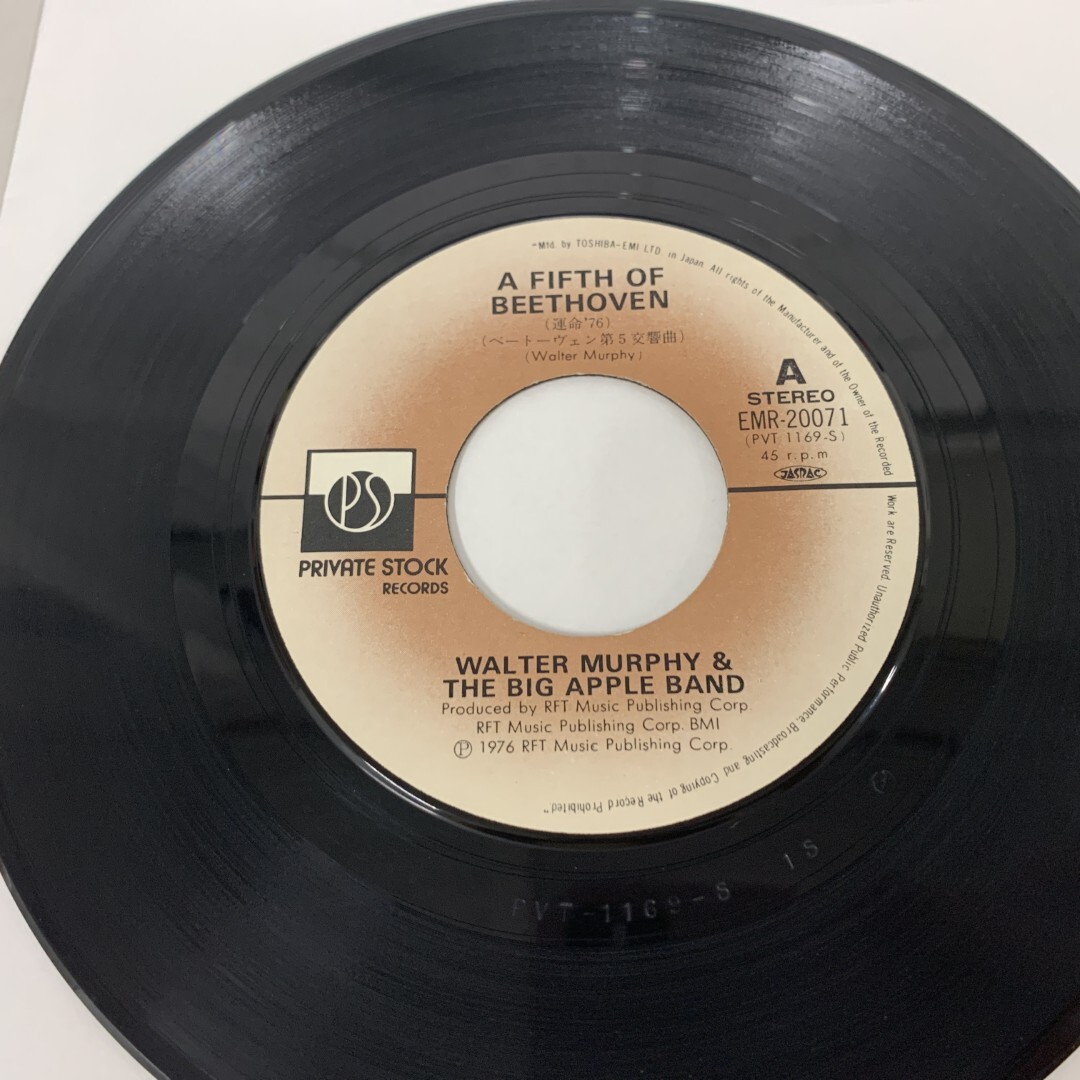 "Mfd. by TOSHIBA-EMI LTD in Japan. All rights of the Manufacturer and of the Owner of the Recorded Work are Reserved. Unauthorized Public Performance, Broadcasting and Copying of the Record Prohibited"
A FIFTH OF
BEETHOVEN
(運命'76)
(ベートーヴェン第5交響曲)
(Walter Murphy)
A
STEREO
EMR-20071
(PVT 1169-S)
45 r.p.m
JASRAC
PS
PRIVATE STOCK
RECORDS
WALTER MURPHY &
THE BIG APPLE BAND
Produced by RFT Music Publishing Corp.
RFT Music Publishing Corp. BMI
Ⓟ 1976 RFT Music Publishing Corp.
PVT-1169-S 1S